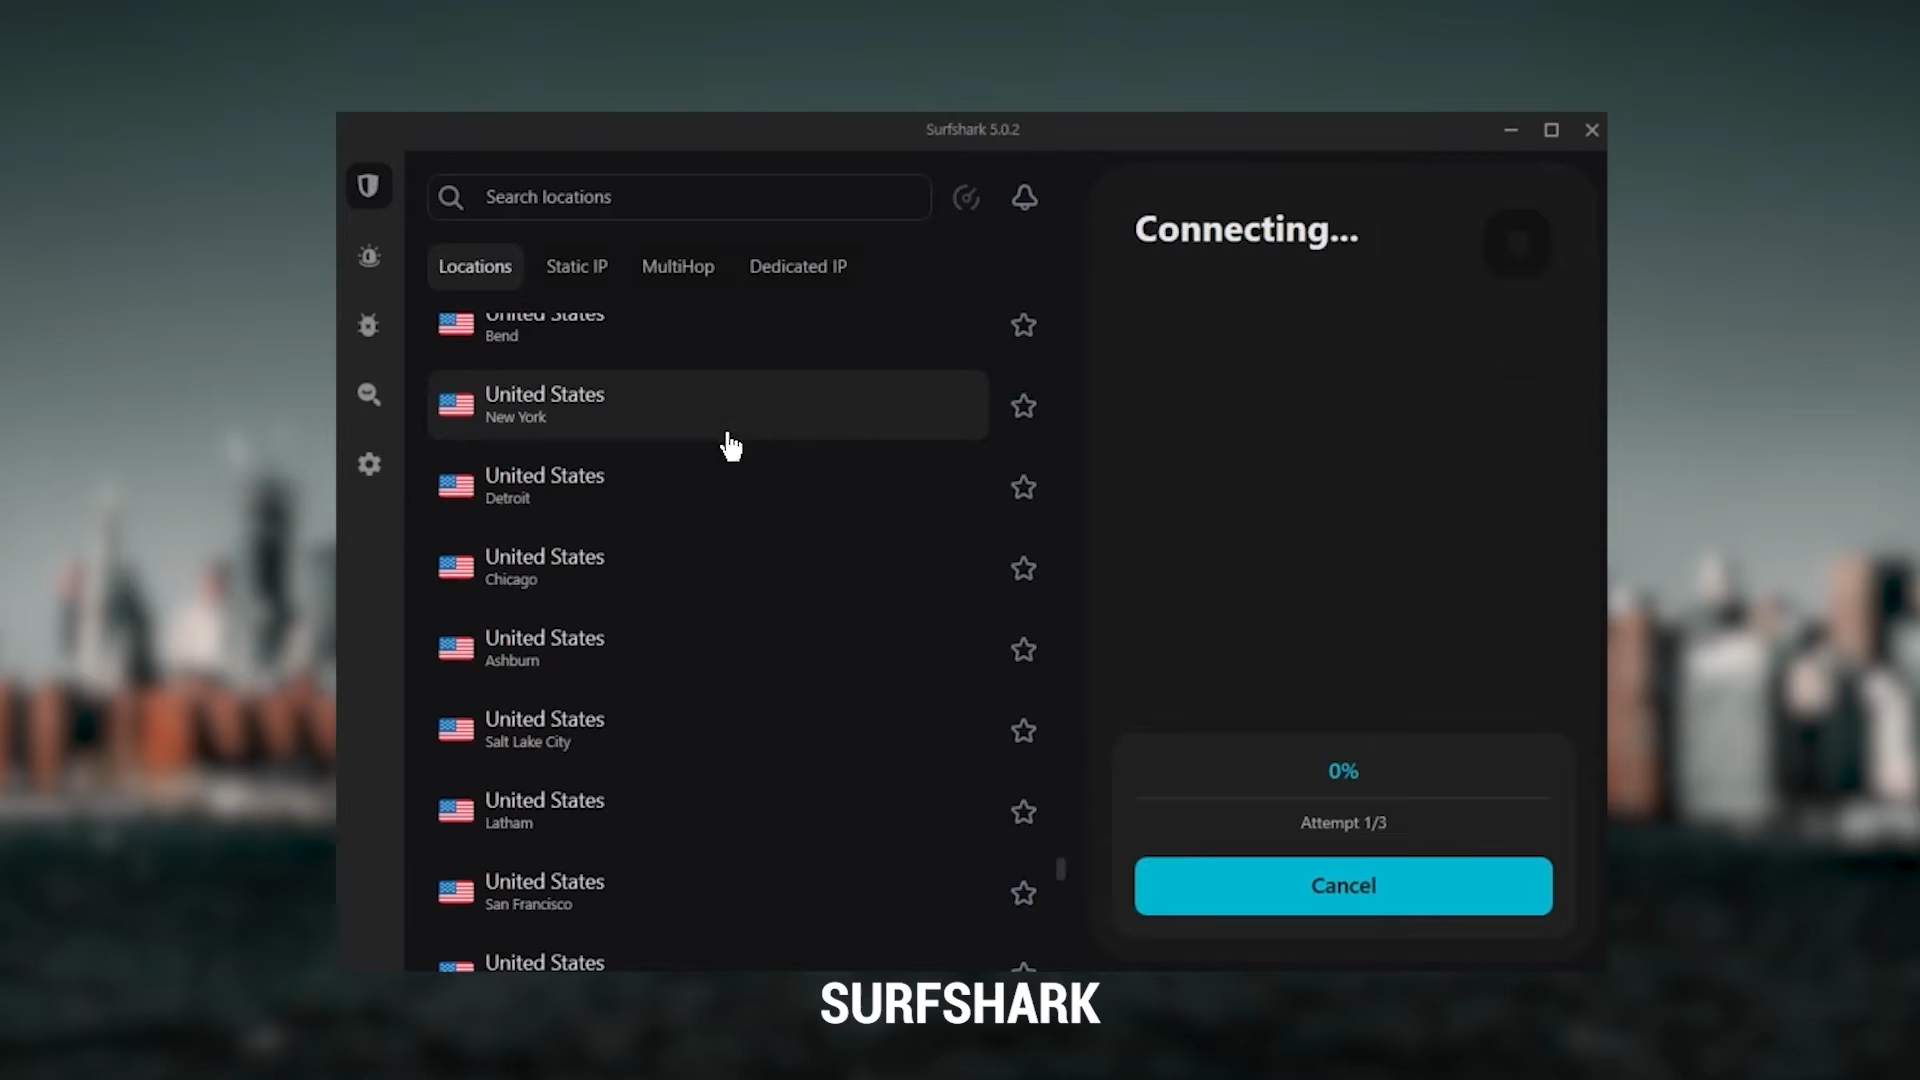 Surfshark 5.0.2
Search locations
Locations
Static IP
MultiHop
Dedicated IP
United States
Bend
United States
New York
United States
Detroit
United States
Chicago
United States
Ashburn
United States
Salt Lake City
United States
Latham
United States
San Francisco
United States
Connecting...
0%
Attempt 1/3
Cancel
SURFSHARK